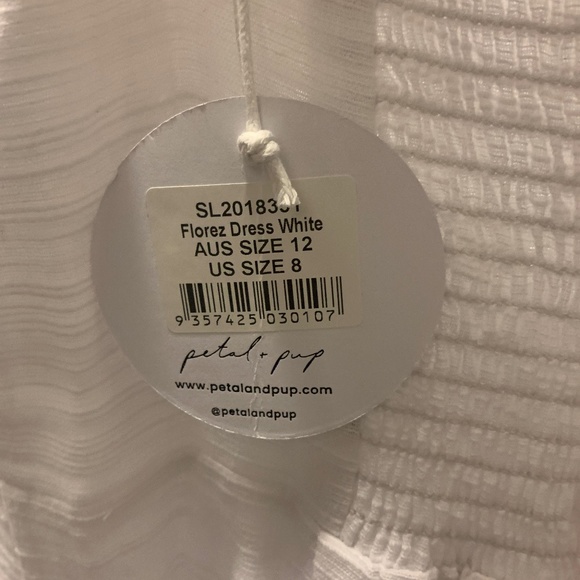 Florez Dress White
AUS SIZE 12
US SIZE 8
9 357425 030107
petal + pup
www.petalandpup.com
@petalandpup